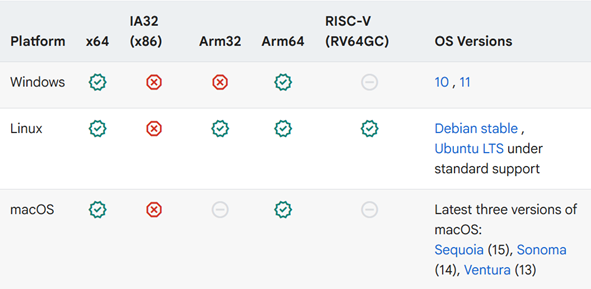 Platform x64 IA32 (x86) Arm32 Arm64 RISC-V (RV64GC) OS Versions
Windows 10 , 11
Linux Debian stable ,
Ubuntu LTS under
standard support
macOS Latest three versions of
macOS:
Sequoia (15), Sonoma
(14), Ventura (13)